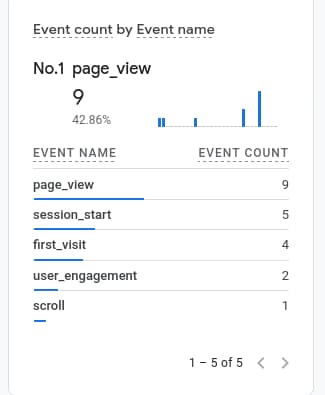 Event count by Event name
No.1 page_view
9
42.86%
EVENT NAME EVENT COUNT
page_view 9
session_start 5
first_visit 4
user_engagement 2
scroll 1
1 – 5 of 5